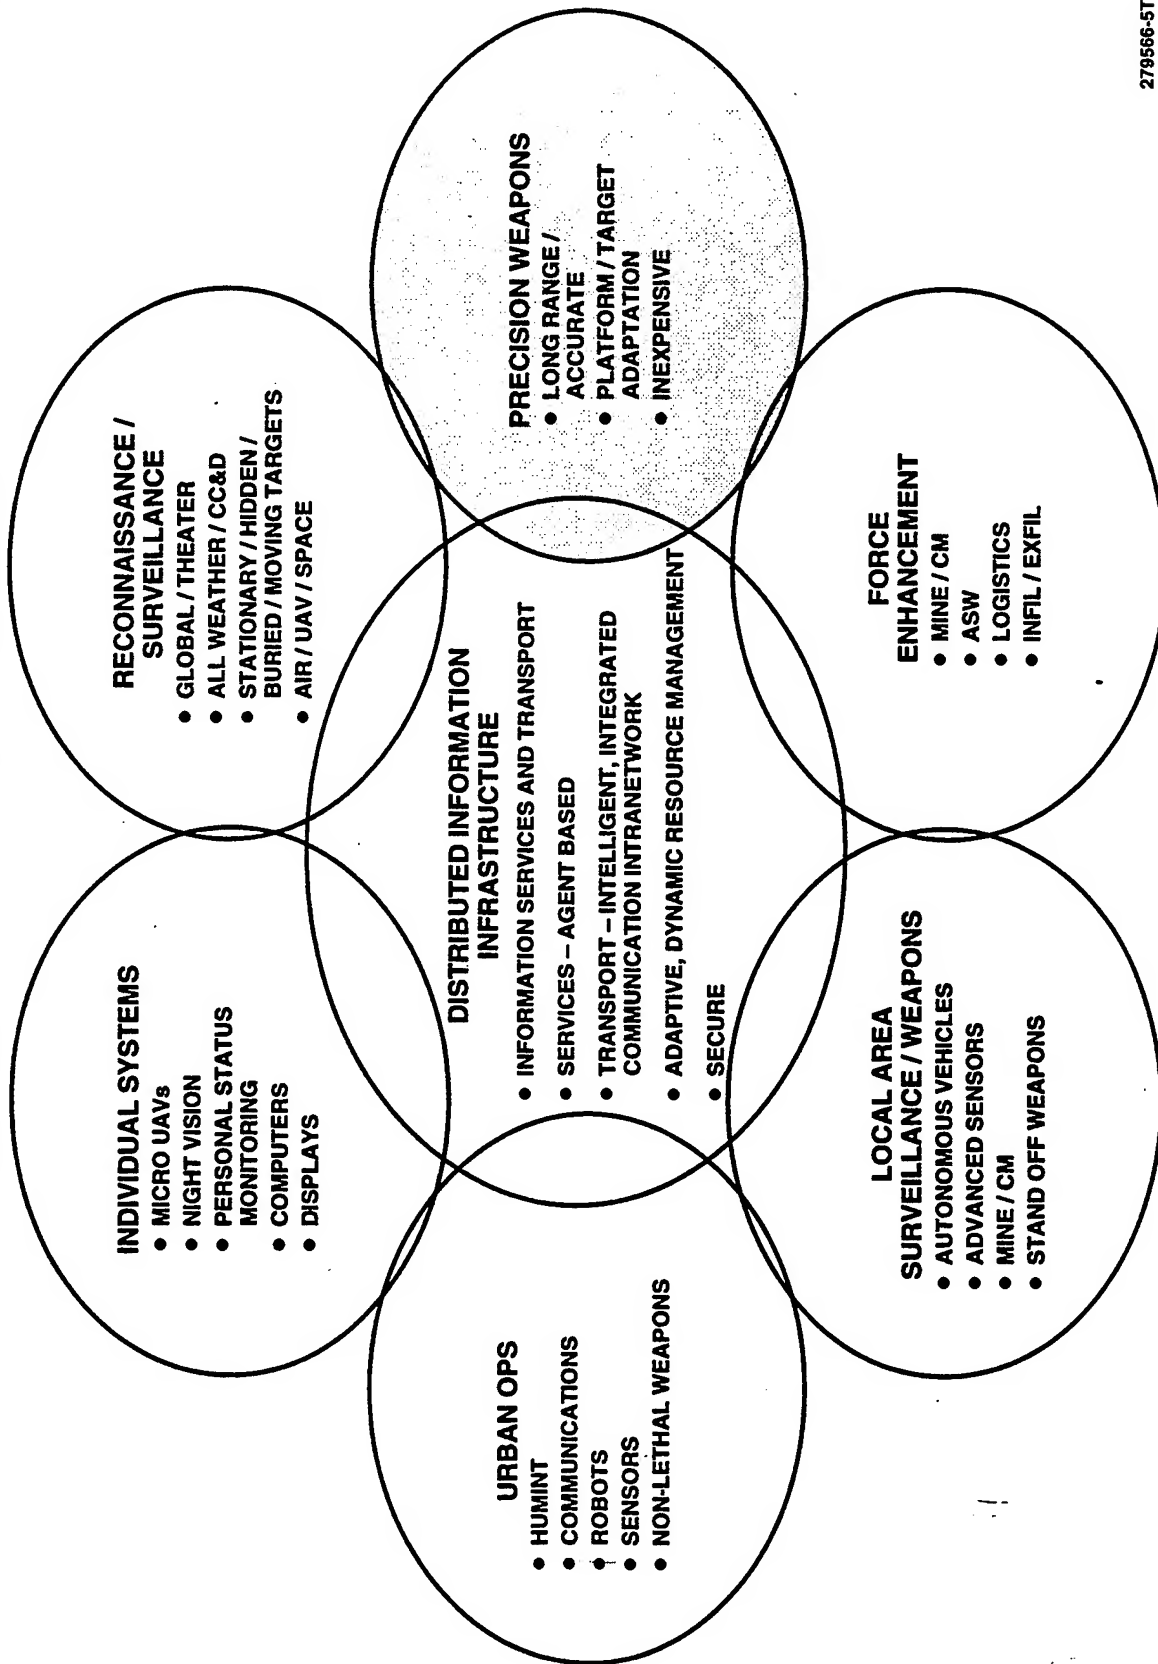 INDIVIDUAL SYSTEMS
● MICRO UAVs
● NIGHT VISION
● PERSONAL STATUS
MONITORING
● COMPUTERS
● DISPLAYS
RECONNAISSANCE /
SURVEILLANCE
● GLOBAL / THEATER
● ALL WEATHER / CC&D
● STATIONARY / HIDDEN /
BURIED / MOVING TARGETS
● AIR / UAV / SPACE
URBAN OPS
● HUMINT
● COMMUNICATIONS
● ROBOTS
● SENSORS
● NON-LETHAL WEAPONS
DISTRIBUTED INFORMATION
INFRASTRUCTURE
● INFORMATION SERVICES AND TRANSPORT
● SERVICES – AGENT BASED
● TRANSPORT – INTELLIGENT, INTEGRATED
COMMUNICATION INTRANETWORK
● ADAPTIVE, DYNAMIC RESOURCE MANAGEMENT
● SECURE
PRECISION WEAPONS
● LONG RANGE /
ACCURATE
● PLATFORM / TARGET
ADAPTATION
● INEXPENSIVE
LOCAL AREA
SURVEILLANCE / WEAPONS
● AUTONOMOUS VEHICLES
● ADVANCED SENSORS
● MINE / CM
● STAND OFF WEAPONS
FORCE
ENHANCEMENT
● MINE / CM
● ASW
● LOGISTICS
● INFIL / EXFIL
279566-5T